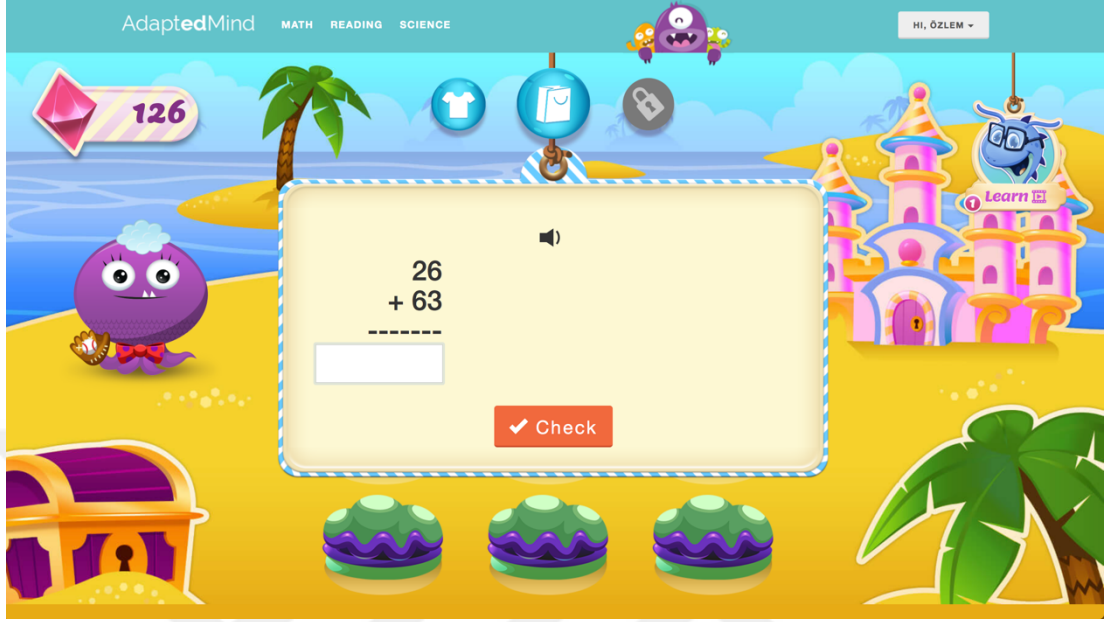 AdaptedMind MATH READING SCIENCE HI, ÖZLEM
126
1 Learn
26
+ 63
-------
Check